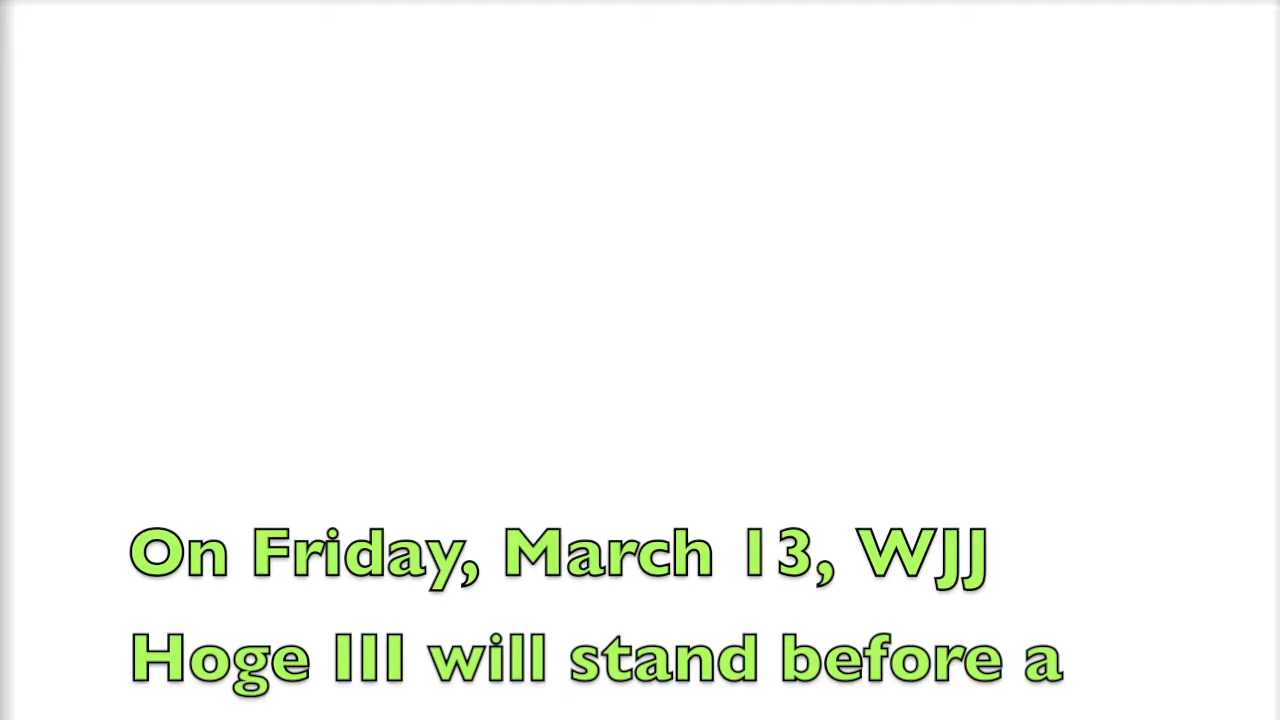 On Friday, March 13, WJJ
Hoge III will stand before a